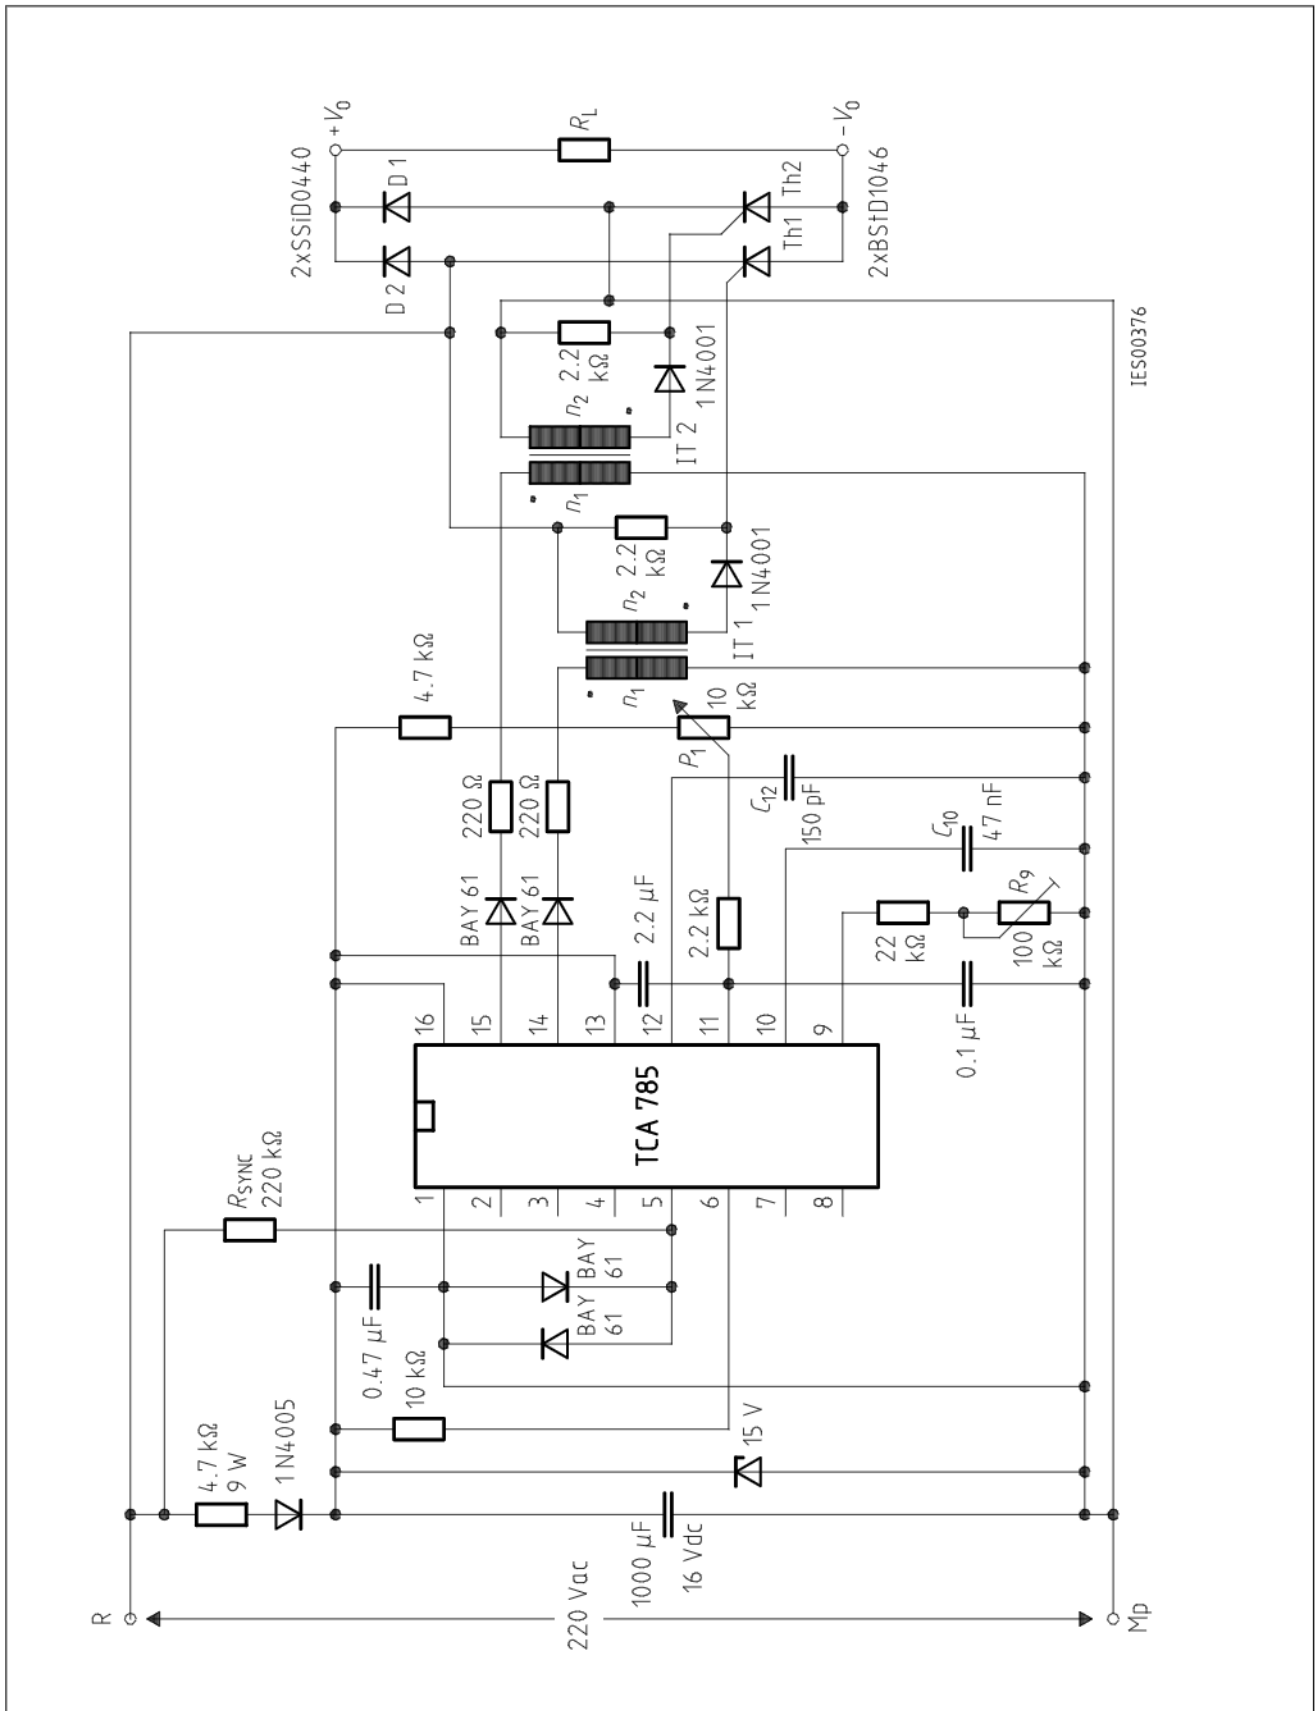 R
220 Vac
Mp
4.7 kΩ
9 W
1N4005
1000 µF
16 Vdc
15 V
10 kΩ
0.47 µF
BAY
61
BAY
61
RSYNC
220 kΩ
1
2
3
4
5
6
7
8
TCA 785
16
15
14
13
12
11
10
9
BAY 61
BAY 61
220 Ω
220 Ω
2.2 µF
2.2 kΩ
0.1 µF
22
kΩ
R9
100
kΩ
C10
47 nF
C12
150 pF
4.7 kΩ
P1
10
kΩ
n1
n2
IT 1
2.2
kΩ
1N4001
n1
n2
IT 2
2.2
kΩ
1N4001
2xSSiD0440
D2
D1
+V0
RL
-V0
Th1
Th2
2xBStD1046
IES00376